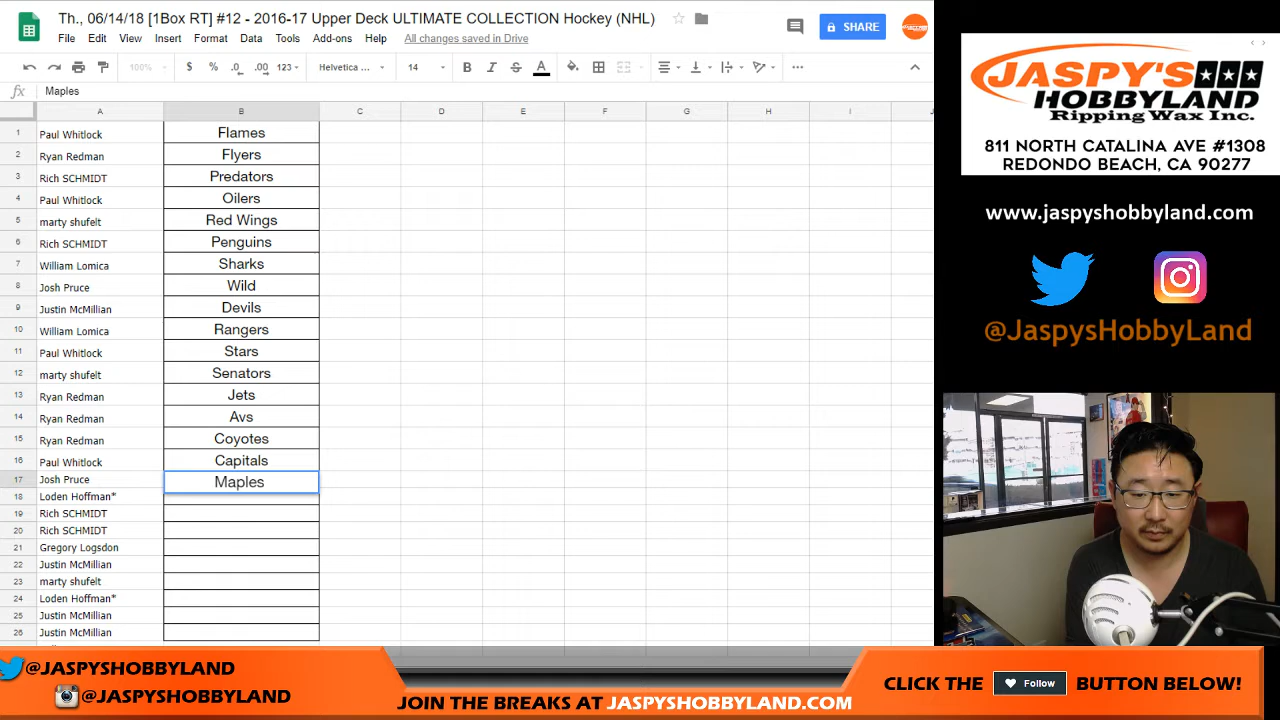 Th., 06/14/18 [1Box RT] #12 - 2016-17 Upper Deck ULTIMATE COLLECTION Hockey (NHL)
File Edit View Insert Format Data Tools Add-ons Help All changes saved in Drive
SHARE
100% $ % .0 .00 123 Helvetica ... 14 B I S A
fx Maples
A B C D E F G H I
1 Paul Whitlock Flames
2 Ryan Redman Flyers
3 Rich SCHMIDT Predators
4 Paul Whitlock Oilers
5 marty shufelt Red Wings
6 Rich SCHMIDT Penguins
7 William Lomica Sharks
8 Josh Pruce Wild
9 Justin McMillian Devils
10 William Lomica Rangers
11 Paul Whitlock Stars
12 marty shufelt Senators
13 Ryan Redman Jets
14 Ryan Redman Avs
15 Ryan Redman Coyotes
16 Paul Whitlock Capitals
17 Josh Pruce Maples
18 Loden Hoffman*
19 Rich SCHMIDT
20 Rich SCHMIDT
21 Gregory Logsdon
22 Justin McMillian
23 marty shufelt
24 Loden Hoffman*
25 Justin McMillian
26 Justin McMillian
JASPY'S
HOBBYLAND
Ripping Wax Inc.
811 NORTH CATALINA AVE #1308
REDONDO BEACH, CA 90277
www.jaspyshobbyland.com
@JaspysHobbyLand
@JASPYSHOBBYLAND
@JASPYSHOBBYLAND
JOIN THE BREAKS AT JASPYSHOBBYLAND.COM
CLICK THE Follow BUTTON BELOW!